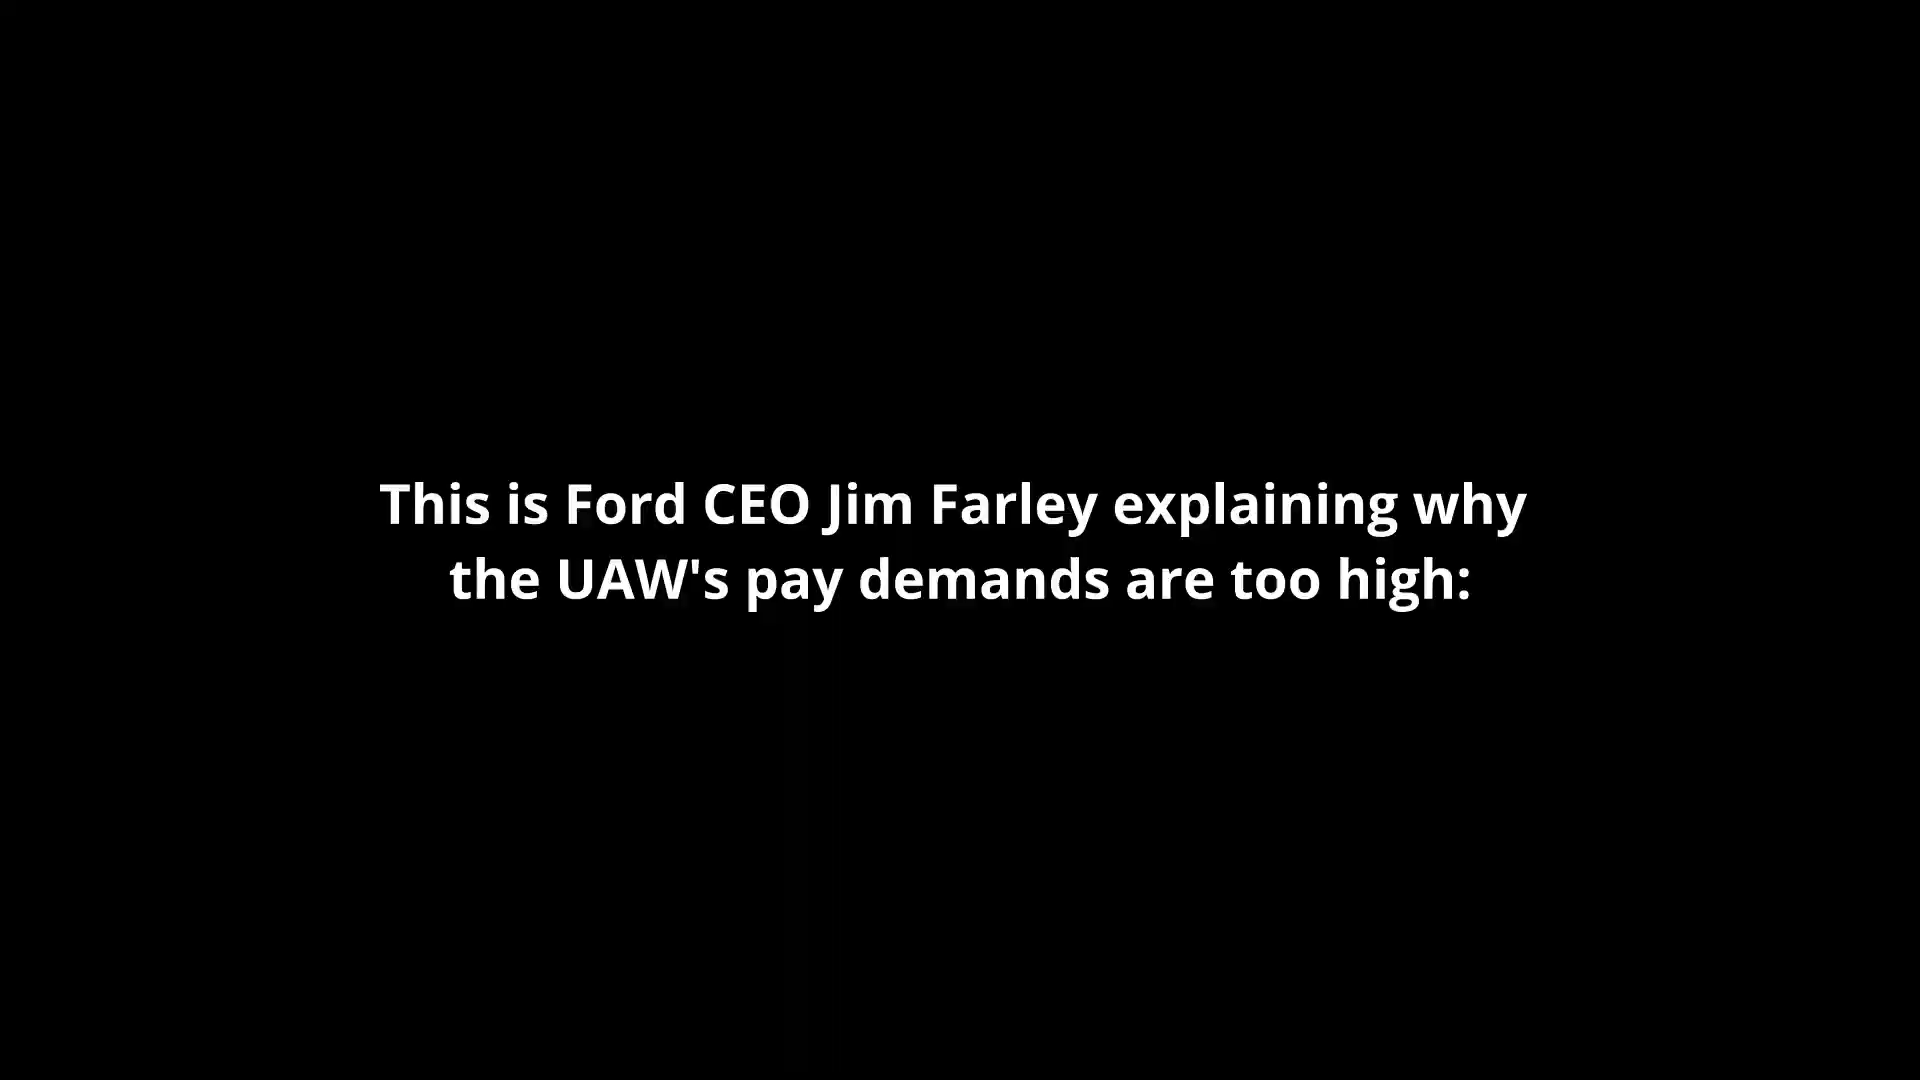 This is Ford CEO Jim Farley explaining why
the UAW's pay demands are too high: